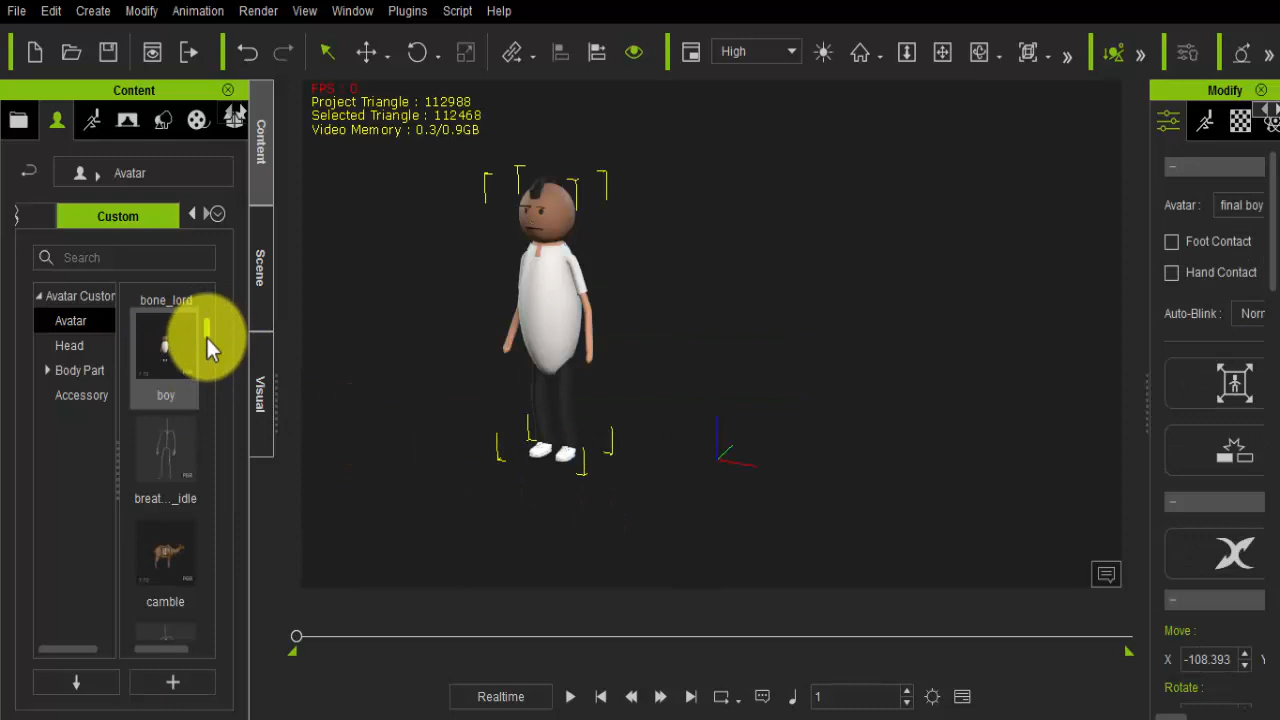 File Edit Create Modify Animation Render View Window Plugins Script Help
High
Content
Avatar
Custom
Search
Avatar Custor
Avatar
Head
Body Part
Accessory
bone_lord
boy
breat..._idle
camble
Content
Scene
Visual
FPS : 0
Project Triangle : 112988
Selected Triangle : 112468
Video Memory : 0.3/0.9GB
Modify
Avatar : final boy
Foot Contact
Hand Contact
Auto-Blink : Norr
Move :
X -108.393 Y
Rotate :
Realtime
1